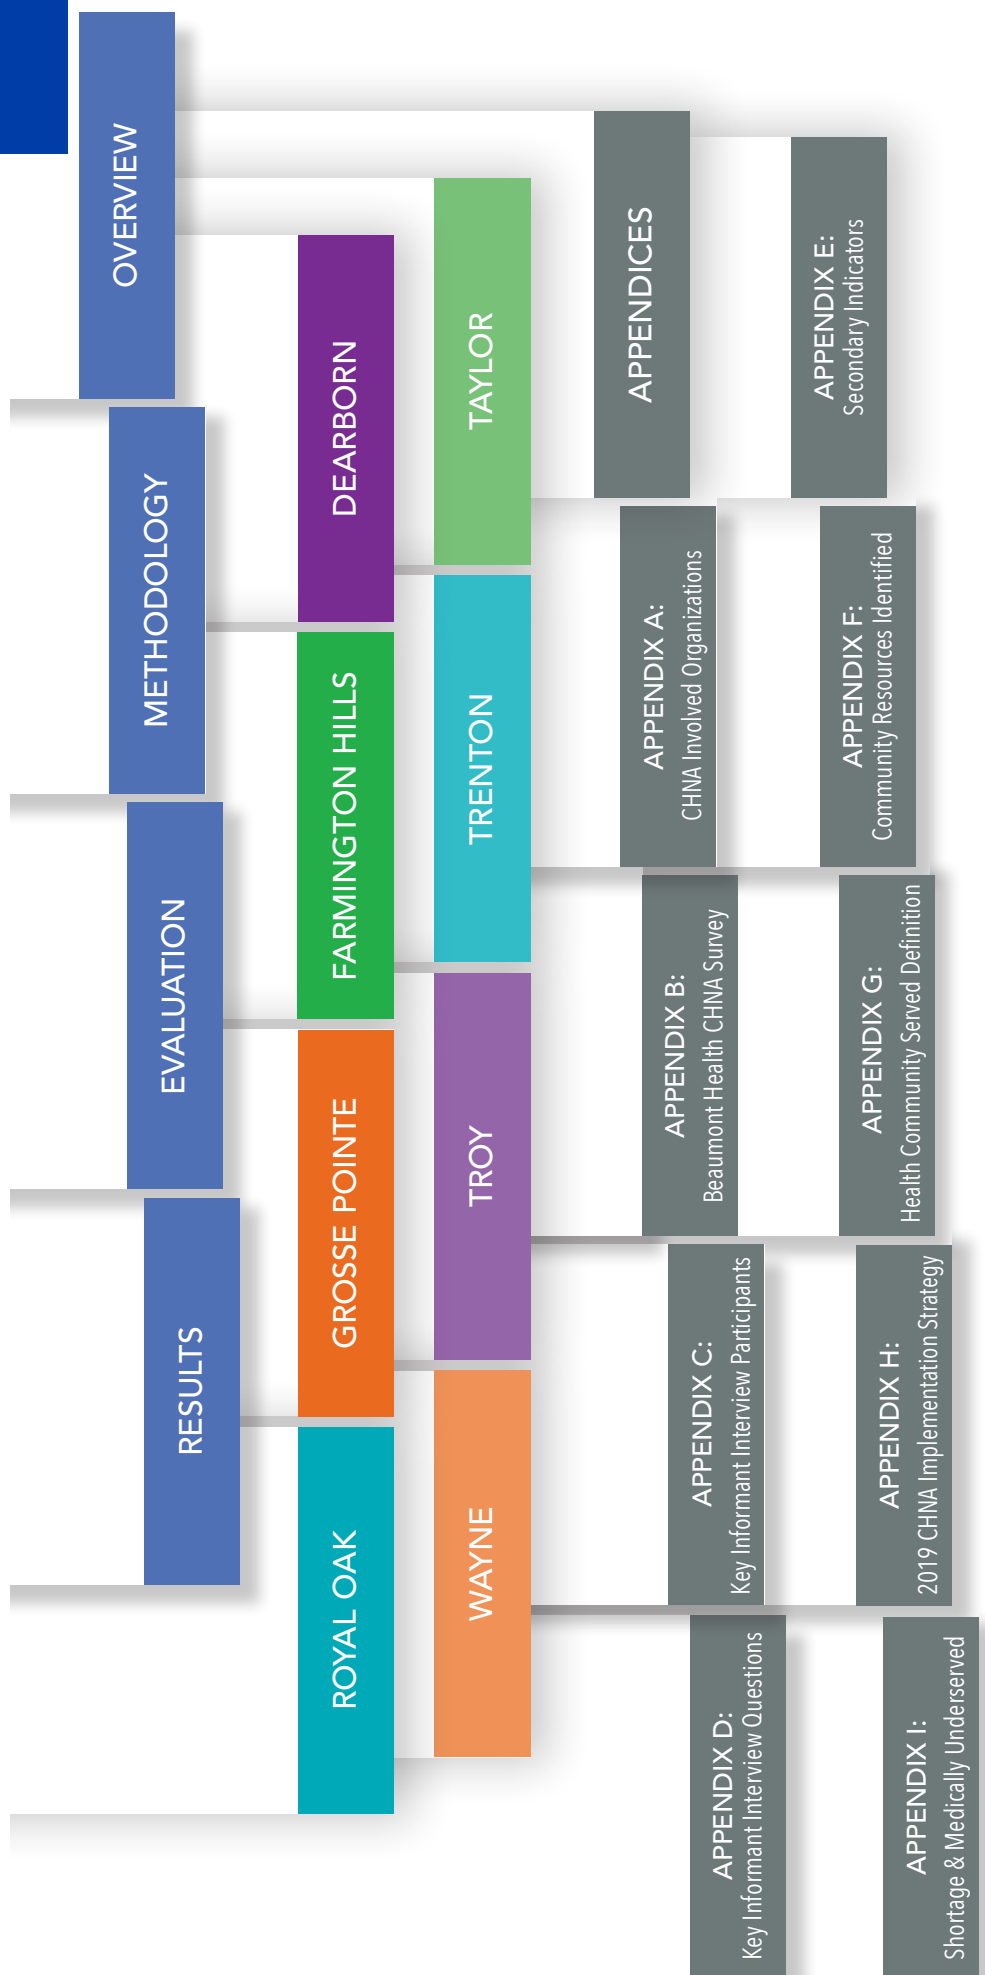 OVERVIEW
METHODOLOGY
EVALUATION
RESULTS
DEARBORN
FARMINGTON HILLS
GROSSE POINTE
ROYAL OAK
TAYLOR
TRENTON
TROY
WAYNE
APPENDICES
APPENDIX A:
CHNA Involved Organizations
APPENDIX B:
Beaumont Health CHNA Survey
APPENDIX C:
Key Informant Interview Participants
APPENDIX D:
Key Informant Interview Questions
APPENDIX E:
Secondary Indicators
APPENDIX F:
Community Resources Identified
APPENDIX G:
Health Community Served Definition
APPENDIX H:
2019 CHNA Implementation Strategy
APPENDIX I:
Shortage & Medically Underserved